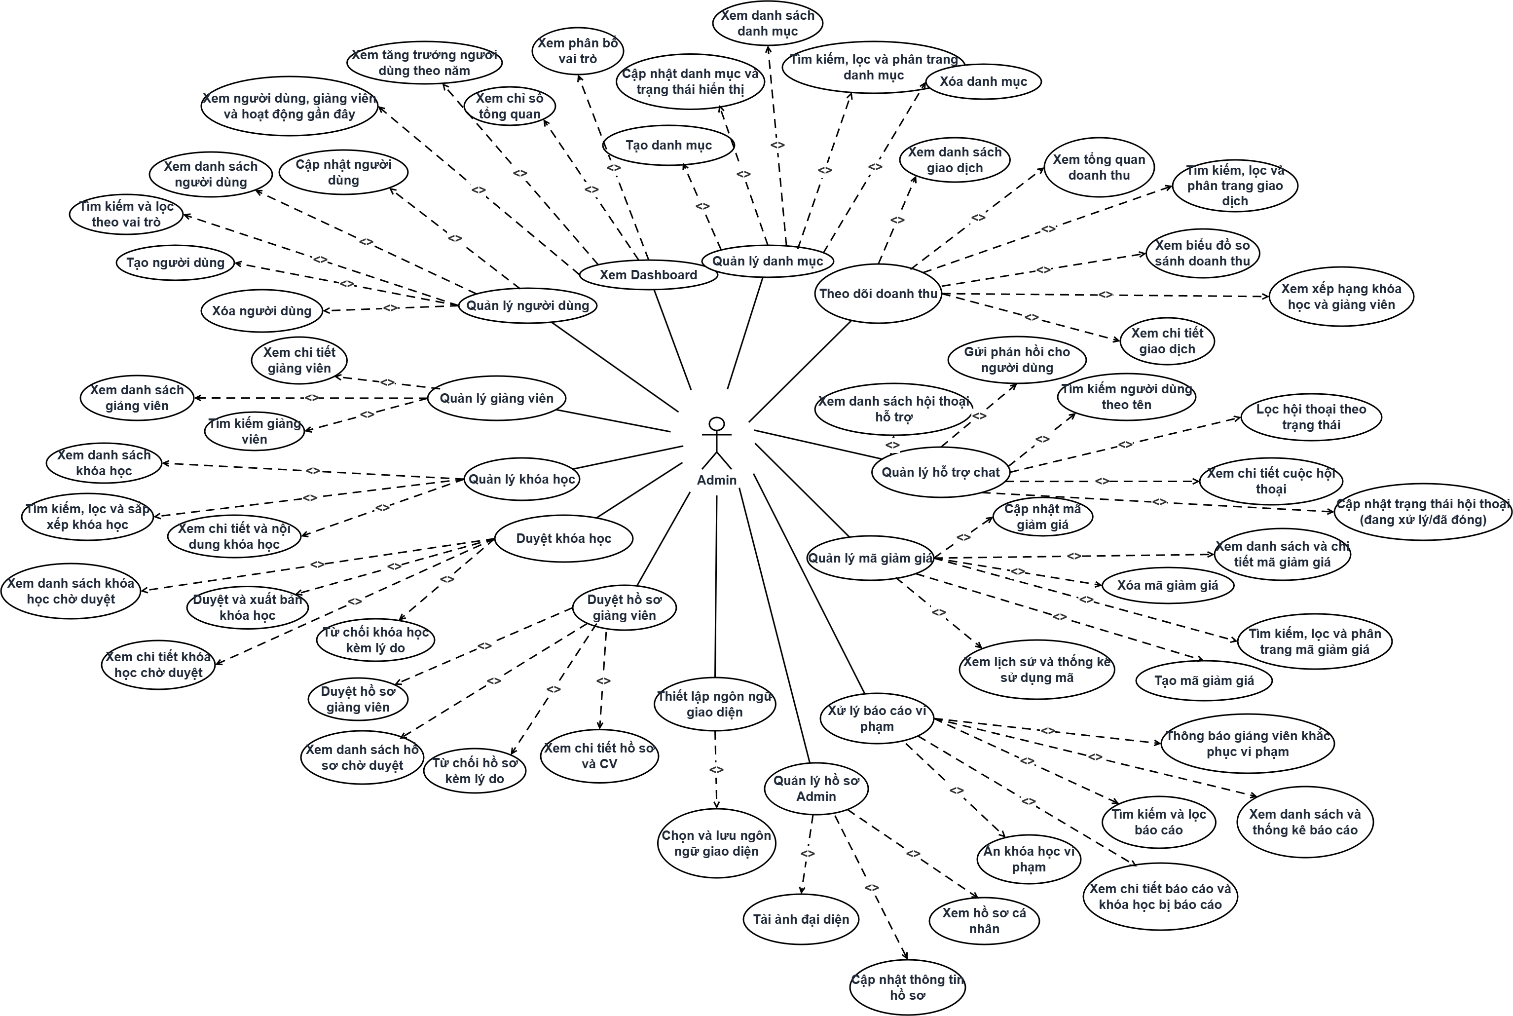 Xem danh sách
danh mục
Xem phân bố
vai trò
Xem tăng trưởng người
dùng theo năm
Tìm kiếm, lọc và phân trang
danh mục
Cập nhật danh mục và
trạng thái hiển thị
Xóa danh mục
Xem người dùng, giảng viên
và hoạt động gần đây
Xem chỉ số
tổng quan
Tạo danh mục
Xem danh sách
giao dịch
Xem tổng quan
doanh thu
Tìm kiếm, lọc và
phân trang giao
dịch
Xem danh sách
người dùng
Cập nhật người
dùng
Tìm kiếm và lọc
theo vai trò
Xem biểu đồ so
sánh doanh thu
Tạo người dùng
Xem Dashboard
Quản lý danh mục
Theo dõi doanh thu
Xem xếp hạng khóa
học và giảng viên
Quản lý người dùng
Xóa người dùng
Xem chi tiết
giao dịch
Xem chi tiết
giảng viên
Gửi phản hồi cho
người dùng
Xem danh sách
giảng viên
Quản lý giảng viên
Xem danh sách hội thoại
hỗ trợ
Tìm kiếm người dùng
theo tên
Lọc hội thoại theo
trạng thái
Tìm kiếm giảng
viên
Xem danh sách
khóa học
Quản lý khóa học
Admin
Quản lý hỗ trợ chat
Xem chi tiết cuộc hội
thoại
Tìm kiếm, lọc và sắp
xếp khóa học
Cập nhật mã
giảm giá
Cập nhật trạng thái hội thoại
(đang xử lý/đã đóng)
Xem chi tiết và nội
dung khóa học
Duyệt khóa học
Quản lý mã giảm giá
Xem danh sách và chi
tiết mã giảm giá
Xem danh sách khóa
học chờ duyệt
Duyệt và xuất bản
khóa học
Duyệt hồ sơ
giảng viên
Xóa mã giảm giá
Từ chối khóa học
kèm lý do
Tìm kiếm, lọc và phân
trang mã giảm giá
Xem chi tiết khóa
học chờ duyệt
Xem lịch sử và thống kê
sử dụng mã
Tạo mã giảm giá
Duyệt hồ sơ
giảng viên
Thiết lập ngôn ngữ
giao diện
Xử lý báo cáo vi
phạm
Xem danh sách hồ
sơ chờ duyệt
Từ chối hồ sơ
kèm lý do
Xem chi tiết hồ sơ
và CV
Thông báo giảng viên khắc
phục vi phạm
Quản lý hồ sơ
Admin
Tìm kiếm và lọc
báo cáo
Xem danh sách và
thống kê báo cáo
Chọn và lưu ngôn
ngữ giao diện
Ẩn khóa học vi
phạm
Xem chi tiết báo cáo và
khóa học bị báo cáo
Tải ảnh đại diện
Xem hồ sơ cá
nhân
Cập nhật thông tin
hồ sơ